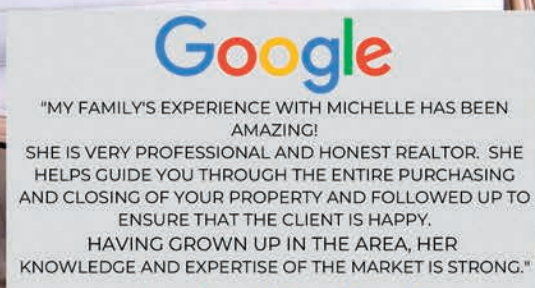 Google
"MY FAMILY'S EXPERIENCE WITH MICHELLE HAS BEEN
AMAZING!
SHE IS VERY PROFESSIONAL AND HONEST REALTOR. SHE
HELPS GUIDE YOU THROUGH THE ENTIRE PURCHASING
AND CLOSING OF YOUR PROPERTY AND FOLLOWED UP TO
ENSURE THAT THE CLIENT IS HAPPY.
HAVING GROWN UP IN THE AREA, HER
KNOWLEDGE AND EXPERTISE OF THE MARKET IS STRONG."